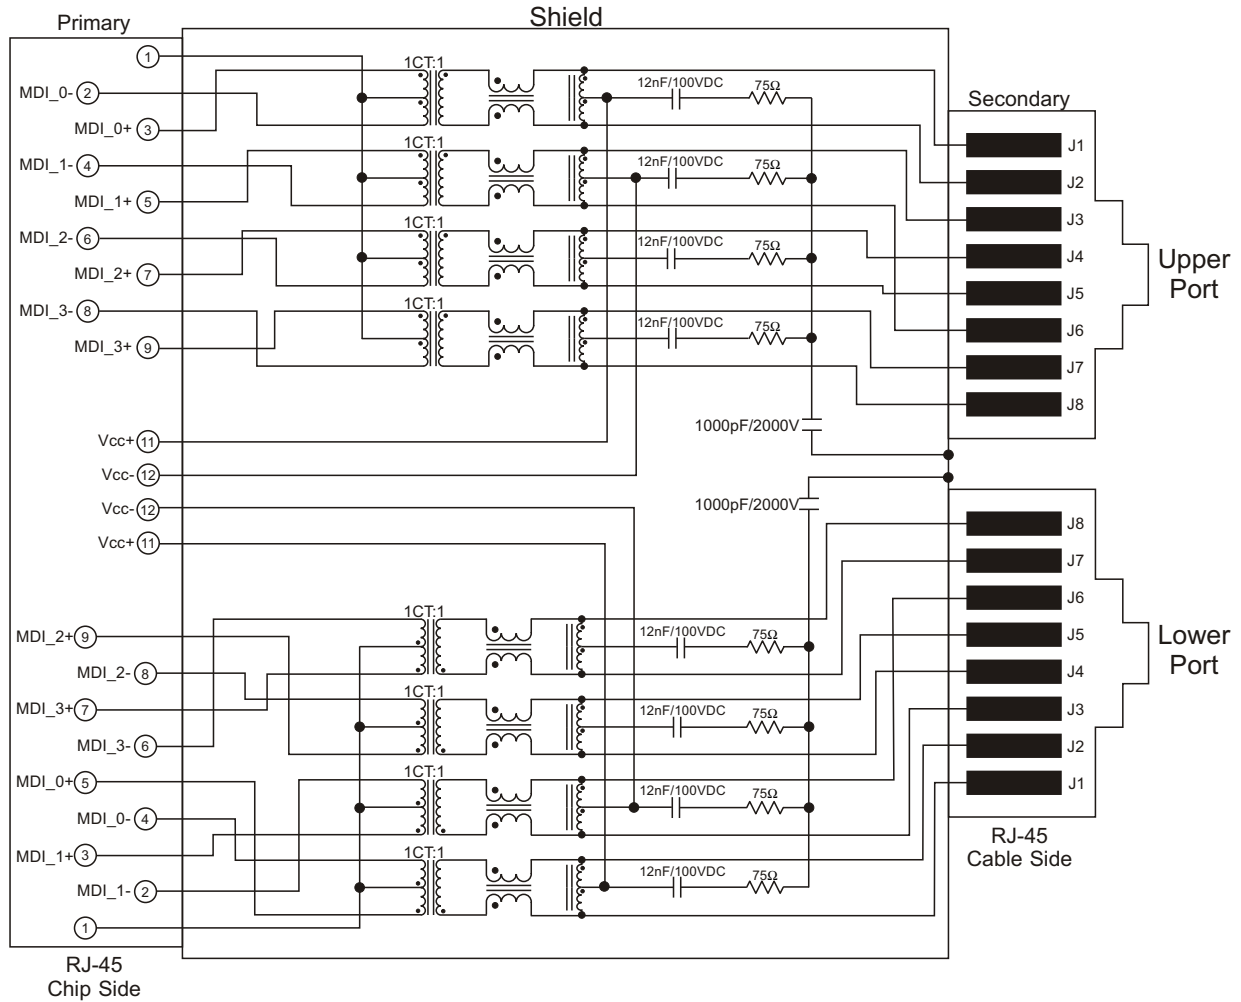 Shield
Primary
1
1CT:1
12nF/100VDC
75Ω
MDI_0- 2
Secondary
MDI_0+ 3
1CT:1
J1
MDI_1- 4
12nF/100VDC
75Ω
J2
MDI_1+ 5
J3
1CT:1
MDI_2- 6
12nF/100VDC
75Ω
J4
Upper
Port
MDI_2+ 7
J5
1CT:1
MDI_3- 8
12nF/100VDC
75Ω
J6
MDI_3+ 9
J7
J8
1000pF/2000V
Vcc+ 11
Vcc- 12
1000pF/2000V
Vcc- 12
J8
Vcc+ 11
J7
J6
1CT:1
MDI_2+ 9
12nF/100VDC
75Ω
J5
Lower
Port
MDI_2- 8
J4
1CT:1
MDI_3+ 7
12nF/100VDC
75Ω
J3
MDI_3- 6
J2
1CT:1
MDI_0+ 5
12nF/100VDC
75Ω
J1
MDI_0- 4
RJ-45
Cable Side
1CT:1
MDI_1+ 3
12nF/100VDC
75Ω
MDI_1- 2
1
RJ-45
Chip Side